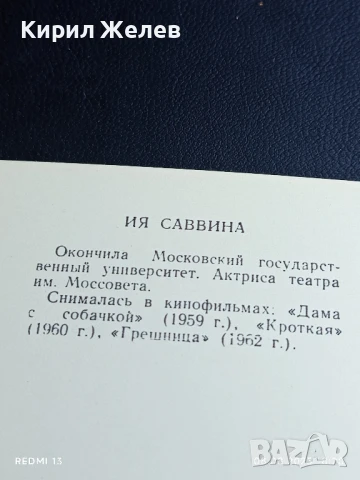 Кирил Желев
ИЯ САВВИНА
Окончила Московский государст-
венный университет. Актриса театра
им. Моссовета.
Снималась в кинофильмах: «Дама
с собачкой» (1959 г.), «Кроткая»
(1960 г.), «Грешница» (1962 г.).
REDMI 13
БАЗАР